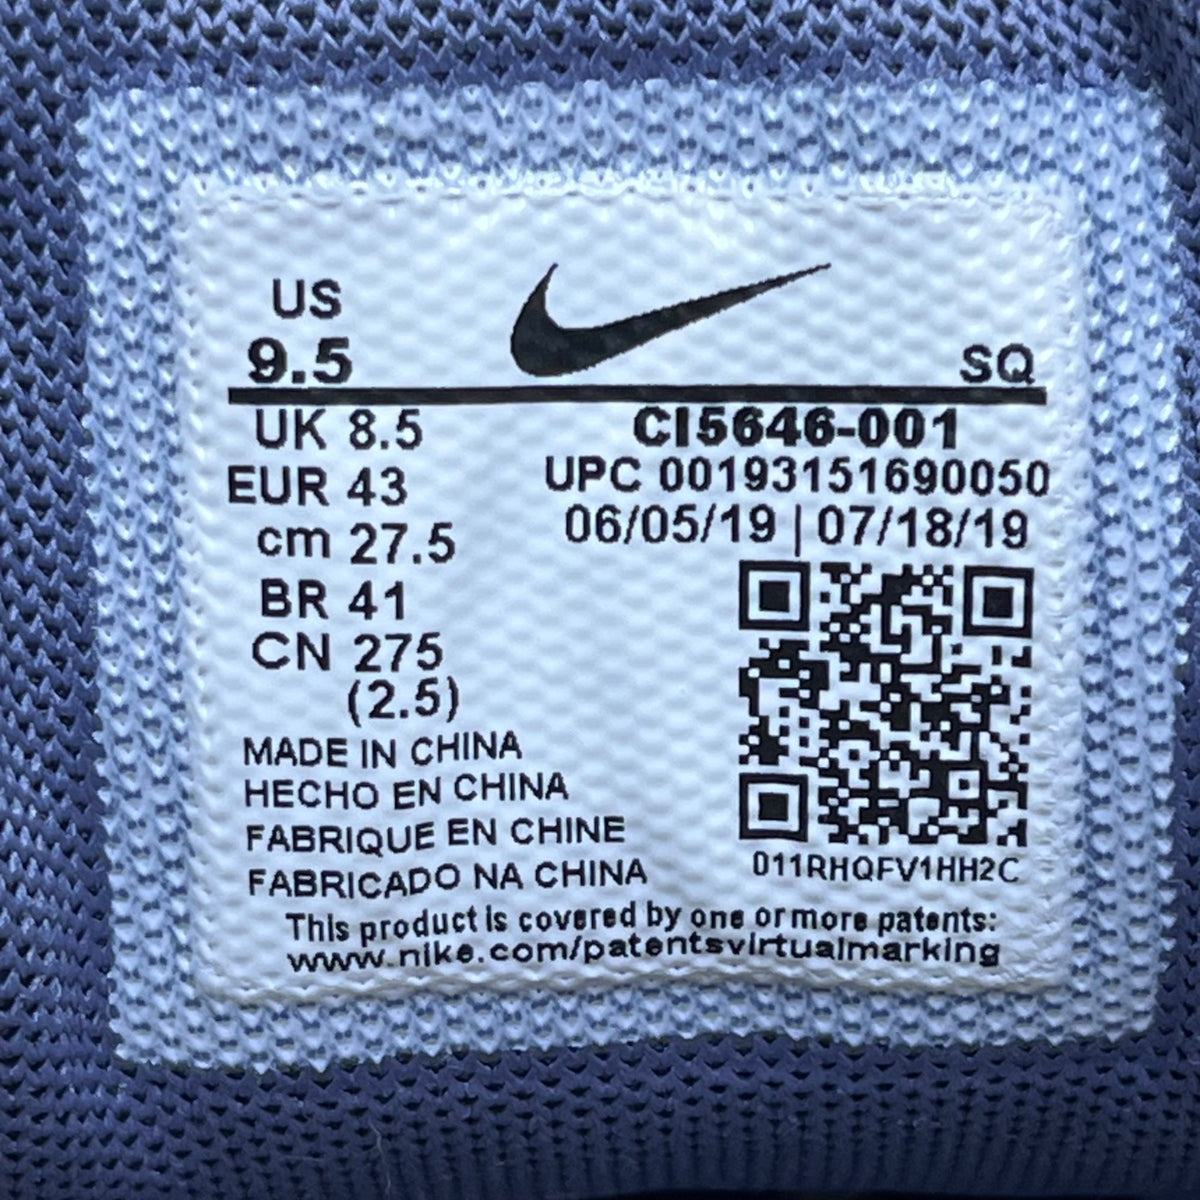 US
9.5
SQ
UK 8.5
EUR 43
cm 27.5
BR 41
CN 275
(2.5)
CI5646-001
UPC 00193151690050
06/05/19 | 07/18/19
011RHQFV1HH2C
MADE IN CHINA
HECHO EN CHINA
FABRIQUE EN CHINE
FABRICADO NA CHINA
This product is covered by one or more patents:
www.nike.com/patentsvirtualmarking